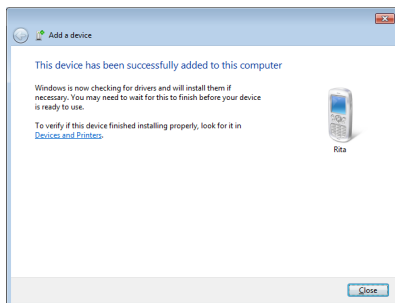 Add a device
This device has been successfully added to this computer
Windows is now checking for drivers and will install them if
necessary. You may need to wait for this to finish before your device
is ready to use.
To verify if this device finished installing properly, look for it in
Devices and Printers.
Rita
Close